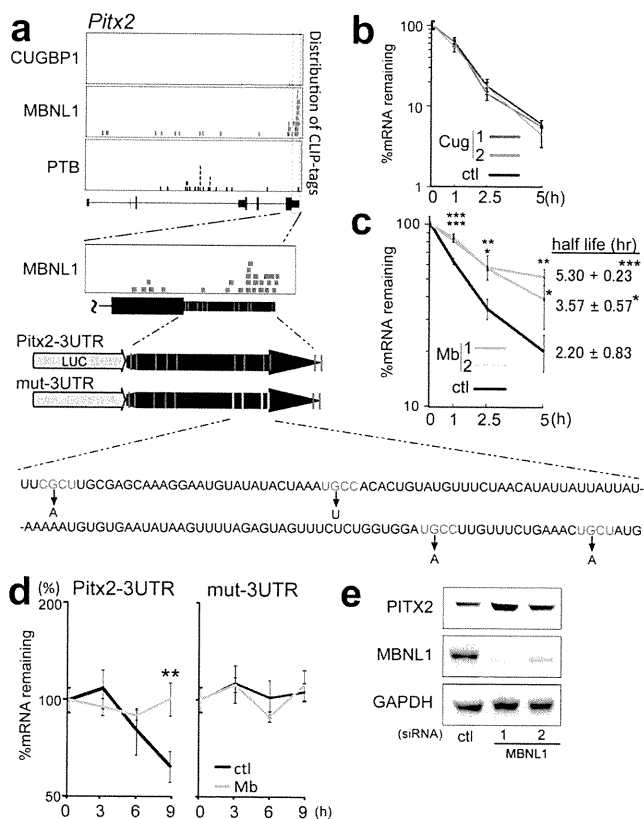 a
Pitx2
CUGBP1
MBNL1
PTB
Distribution of CLIP-tags
MBNL1
Pitx2-3UTR
LUC
mut-3UTR
b
%mRNA remaining
100
10
1
Cug 1
2
ctl
0 1 2.5 5(h)
c
%mRNA remaining
100
10
*** ** **
*** * *
half life (hr)
***
5.30 + 0.23
3.57 + 0.57*
2.20 ± 0.83
Mb 1
2
ctl
0 1 2.5 5(h)
UUCGCUUGCGAGCAAAGGAAUGUAUAUACUAAAUGCCACACUGUAUGUUUCUAACAUAUUAUUAUUAU-
A U
-AAAAAUGUGUGAAUAUAAGUUUUAGAGUAGUUUCUCUGGUGGAUGCCUUGUUUCUGAAACUGCUAUG
A A
d
(%) Pitx2-3UTR mut-3UTR
%mRNA remaining
200
100
50
**
ctl
Mb
0 3 6 9 0 3 6 9 (h)
e
PITX2
MBNL1
GAPDH
(siRNA) ctl 1 2
MBNL1